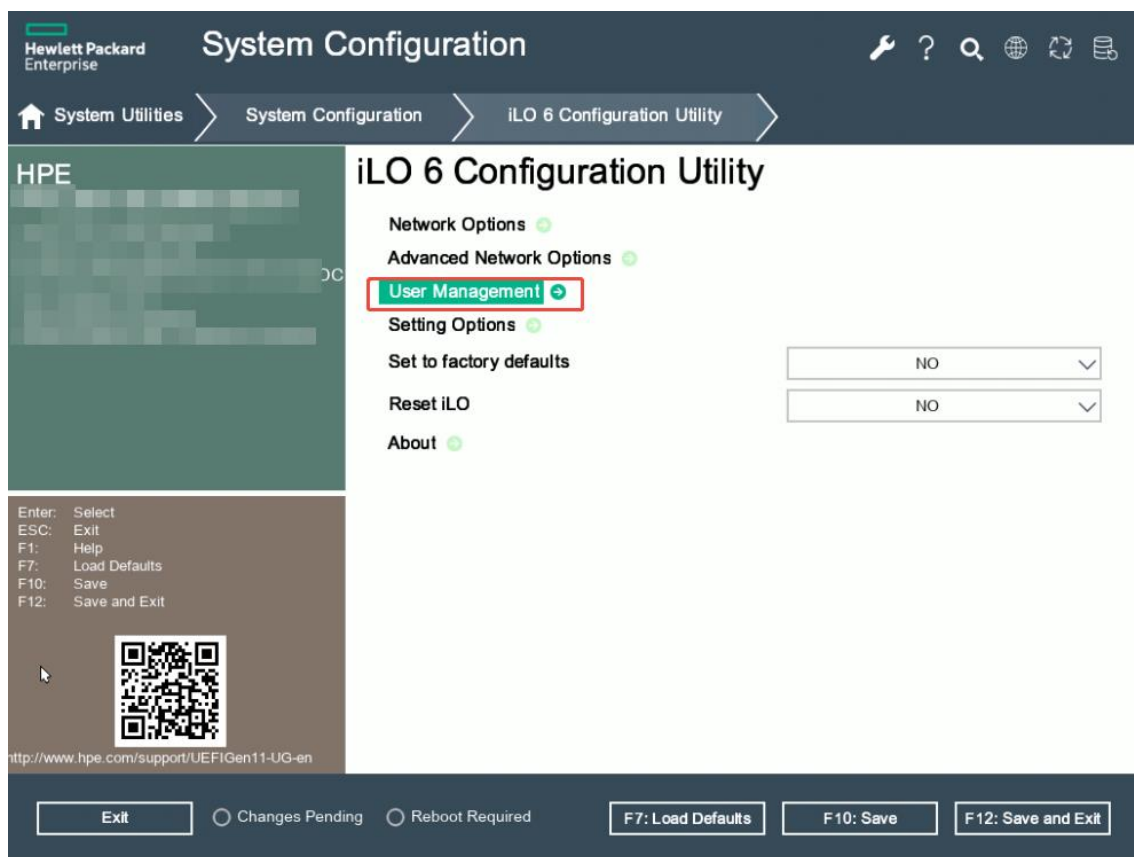 Hewlett Packard
Enterprise
System Configuration
?
System Utilities
System Configuration
iLO 6 Configuration Utility
HPE
iLO 6 Configuration Utility
Network Options
Advanced Network Options
User Management
Setting Options
Set to factory defaults NO
Reset iLO NO
About
Enter: Select
ESC: Exit
F1: Help
F7: Load Defaults
F10: Save
F12: Save and Exit
http://www.hpe.com/support/UEFIGen11-UG-en
Exit
Changes Pending
Reboot Required
F7: Load Defaults
F10: Save
F12: Save and Exit